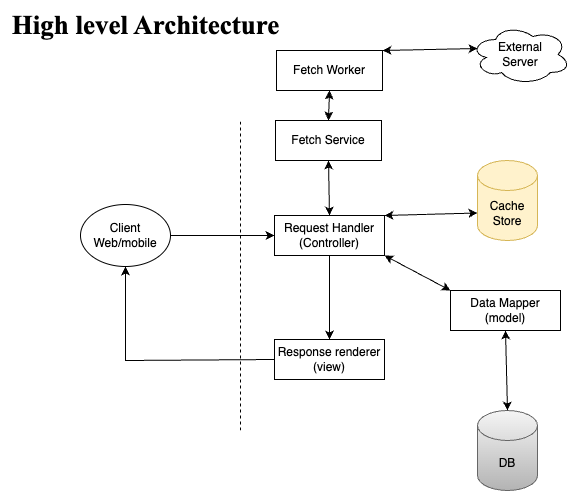 High level Architecture
External
Server
Fetch Worker
Fetch Service
Cache
Store
Client
Web/mobile
Request Handler
(Controller)
Data Mapper
(model)
Response renderer
(view)
DB